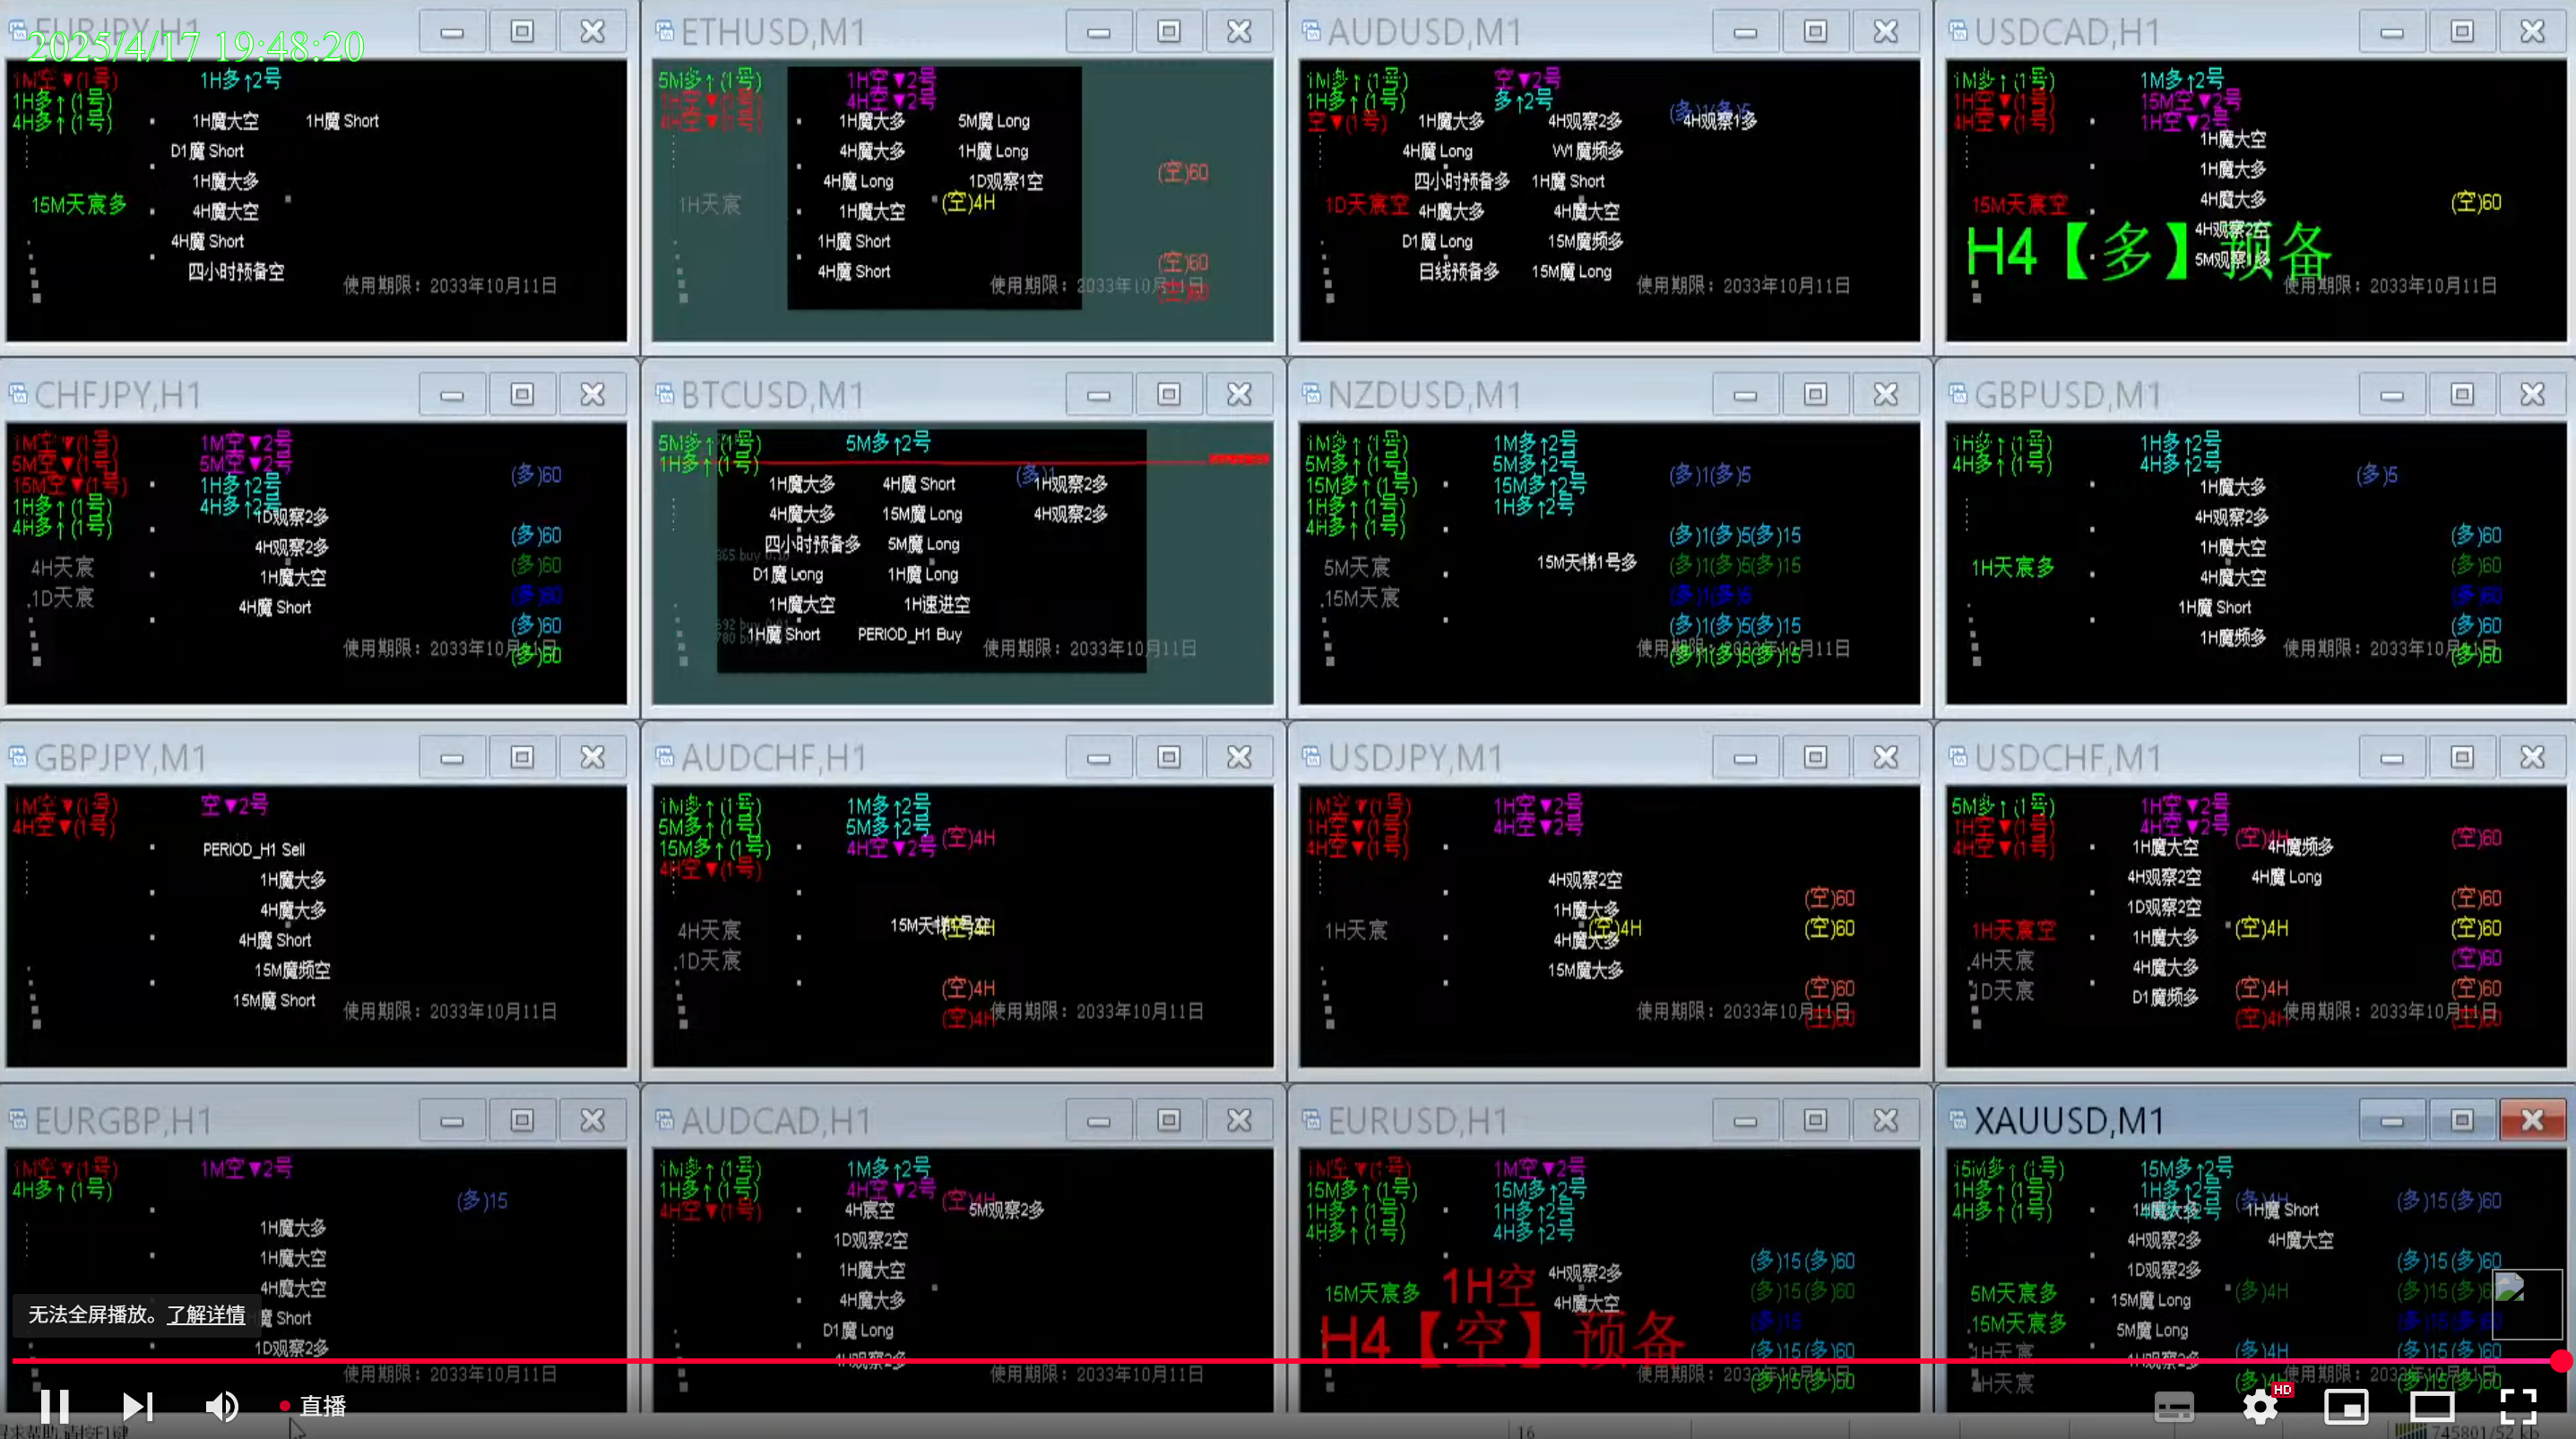 EURJPY,H1
2025/4/17 19:48:20
1M空▼(1号)
1H多↑2号
1H多↑(1号)
4H多↑(1号)
1H魔大空 1H魔 Short
D1魔 Short
1H魔大多
15M天宸多
4H魔大空
4H魔 Short
四小时预备空
使用期限：2033年10月11日
ETHUSD,M1
5M多↑(1号)
1H空▼2号
1H空▼(1号)
4H空▼2号
4H空▼(1号)
1H魔大多 5M魔 Long
4H魔大多 1H魔 Long
(空)60
4H魔 Long 1D观察1空
1H天宸
(空)4H
1H魔大空
1H魔 Short
(空)60
4H魔 Short
使用期限：2033年10月11日
(空)60
AUDUSD,M1
1M多↑(1号)
空▼2号
1H多↑(1号)
多↑2号
(多)1(多)5
空▼(1号)
1H魔大多 4H观察2多 4H观察1多
4H魔 Long W1魔频多
四小时预备多 1H魔 Short
1D天宸空
4H魔大多 4H魔大空
D1魔 Long 15M魔频多
日线预备多 15M魔 Long
使用期限：2033年10月11日
USDCAD,H1
1M多↑(1号)
1M多↑2号
1H空▼(1号)
15M空▼2号
4H空▼(1号)
1H空▼2号
1H魔大空
1H魔大多
4H魔大多
15M天宸空
(空)60
4H观察2空
H4【多】预备
5M观察1多
使用期限：2033年10月11日
CHFJPY,H1
1M空▼(1号)
1M空▼2号
5M空▼(1号)
5M空▼2号
15M空▼(1号)
1H多↑2号
1H多↑(1号)
4H多↑2号
4H多↑(1号)
(多)60
1D观察2多
(多)60
4H观察2多
4H天宸
(多)60
1H魔大空
1D天宸
(多)60
4H魔 Short
(多)60
使用期限：2033年10月11日
(多)60
BTCUSD,M1
5M多↑(1号)
5M多↑2号
1H多↑(1号)
(多)1
1H魔大多 4H魔 Short 1H观察2多
4H魔大多 15M魔 Long 4H观察2多
四小时预备多 5M魔 Long
D1魔 Long 1H魔 Long
1H魔大空 1H速进空
1H魔 Short PERIOD_H1 Buy
使用期限：2033年10月11日
NZDUSD,M1
1M多↑(1号)
1M多↑2号
5M多↑(1号)
5M多↑2号
15M多↑(1号)
15M多↑2号
1H多↑(1号)
1H多↑2号
4H多↑(1号)
(多)1(多)5
(多)1(多)5(多)15
15M天梯1号多
5M天宸
(多)1(多)5(多)15
15M天宸
(多)1(多)5
(多)1(多)5(多)15
使用期限：2033年10月11日
(多)1(多)5(多)15
GBPUSD,M1
1H多↑(1号)
1H多↑2号
4H多↑(1号)
4H多↑2号
(多)5
1H魔大多
4H观察2多
(多)60
1H魔大空
1H天宸多
(多)60
4H魔大空
(多)60
1H魔 Short
(多)60
1H魔频多
使用期限：2033年10月11日
(多)60
GBPJPY,M1
1M空▼(1号)
空▼2号
4H空▼(1号)
PERIOD_H1 Sell
1H魔大多
4H魔大多
4H魔 Short
15M魔频空
15M魔 Short
使用期限：2033年10月11日
AUDCHF,H1
1M多↑(1号)
1M多↑2号
5M多↑(1号)
5M多↑2号
15M多↑(1号)
4H空▼2号
(空)4H
4H空▼(1号)
15M天梯1号空
(空)4H
4H天宸
1D天宸
(空)4H
(空)4H
使用期限：2033年10月11日
USDJPY,M1
1M空▼(1号)
1H空▼2号
1H空▼(1号)
4H空▼2号
4H空▼(1号)
4H观察2空
(空)60
1H魔大多
1H天宸
(空)4H
(空)60
4H魔大多
15M魔大多
(空)60
使用期限：2033年10月11日
(空)60
USDCHF,M1
5M多↑(1号)
1H空▼2号
1H空▼(1号)
4H空▼2号
4H空▼(1号)
(空)4H
(空)60
1H魔大空 4H魔频多
4H观察2空 4H魔 Long
1D观察2空
(空)60
1H天宸空
(空)4H
(空)60
1H魔大多
4H天宸
4H魔大多
(空)60
1D天宸
D1魔频多
(空)4H
(空)60
(空)4H
使用期限：2033年10月11日
(空)60
EURGBP,H1
1M空▼(1号)
1M空▼2号
4H多↑(1号)
(多)15
1H魔大多
1H魔大空
4H魔大空
魔 Short
1D观察2多
使用期限：2033年10月11日
无法全屏播放。了解详情
AUDCAD,H1
1M多↑(1号)
1M多↑2号
1H多↑(1号)
4H空▼2号
(空)4H
4H空▼(1号)
4H宸空 5M观察2多
1D观察2空
1H魔大空
4H魔大多
D1魔 Long
4H观察2多
使用期限：2033年10月11日
EURUSD,H1
1M空▼(1号)
1M空▼2号
15M多↑(1号)
15M多↑2号
1H多↑(1号)
1H多↑2号
4H多↑(1号)
4H多↑2号
(多)15(多)60
4H观察2多
15M天宸多
1H空
(多)15(多)60
4H魔大空
(多)15
H4【空】预备
(多)15(多)60
使用期限：2033年10月11日
(多)15(多)60
XAUUSD,M1
15M多↑(1号)
15M多↑2号
1H多↑(1号)
1H多↑2号
4H多↑(1号)
4H多↑2号
(多)4H
(多)15(多)60
1H魔大多 1H魔 Short
4H观察2多 4H魔大空
(多)15(多)60
1D观察2多
5M天宸多
(多)4H
15M魔 Long
15M天宸多
5M魔 Long
1H天宸
(多)4H
(多)15(多)60
4H观察2多
使用期限：2033年10月11日
4H天宸
直播
HD
16
745801/52 kb